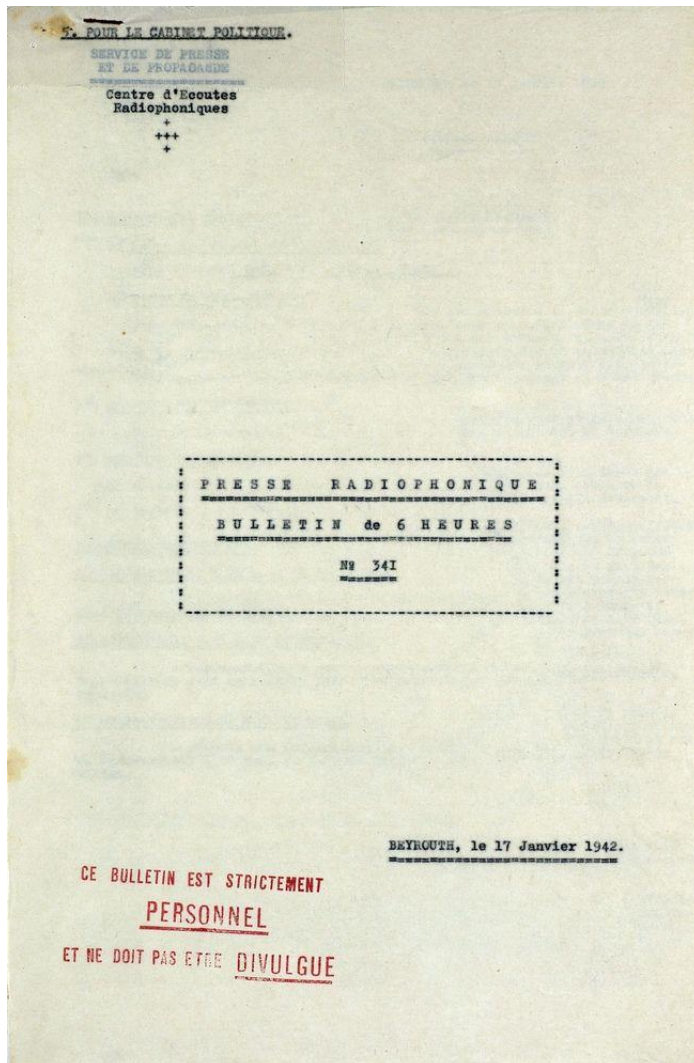 5. POUR LE CABINET POLITIQUE.
SERVICE DE PRESSE
ET DE PROPAGANDE
Centre d'Ecoutes
Radiophoniques
+
+++
+
PRESSE RADIOPHONIQUE
BULLETIN de 6 HEURES
Nº 34I
BEYROUTH, le 17 Janvier 1942.
CE BULLETIN EST STRICTEMENT
PERSONNEL
ET NE DOIT PAS ETRE DIVULGUE